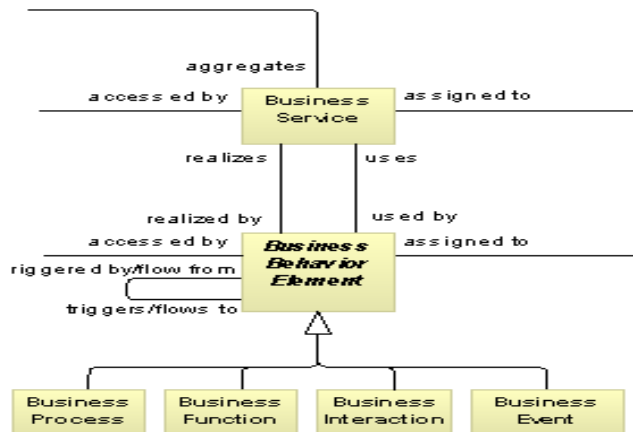 aggregates
accessed by
Business
Service
assigned to
realizes
uses
realized by
used by
accessed by
Business
Behavior
Element
assigned to
riggered by/flow from
triggers/flows to
Business
Process
Business
Function
Business
Interaction
Business
Event